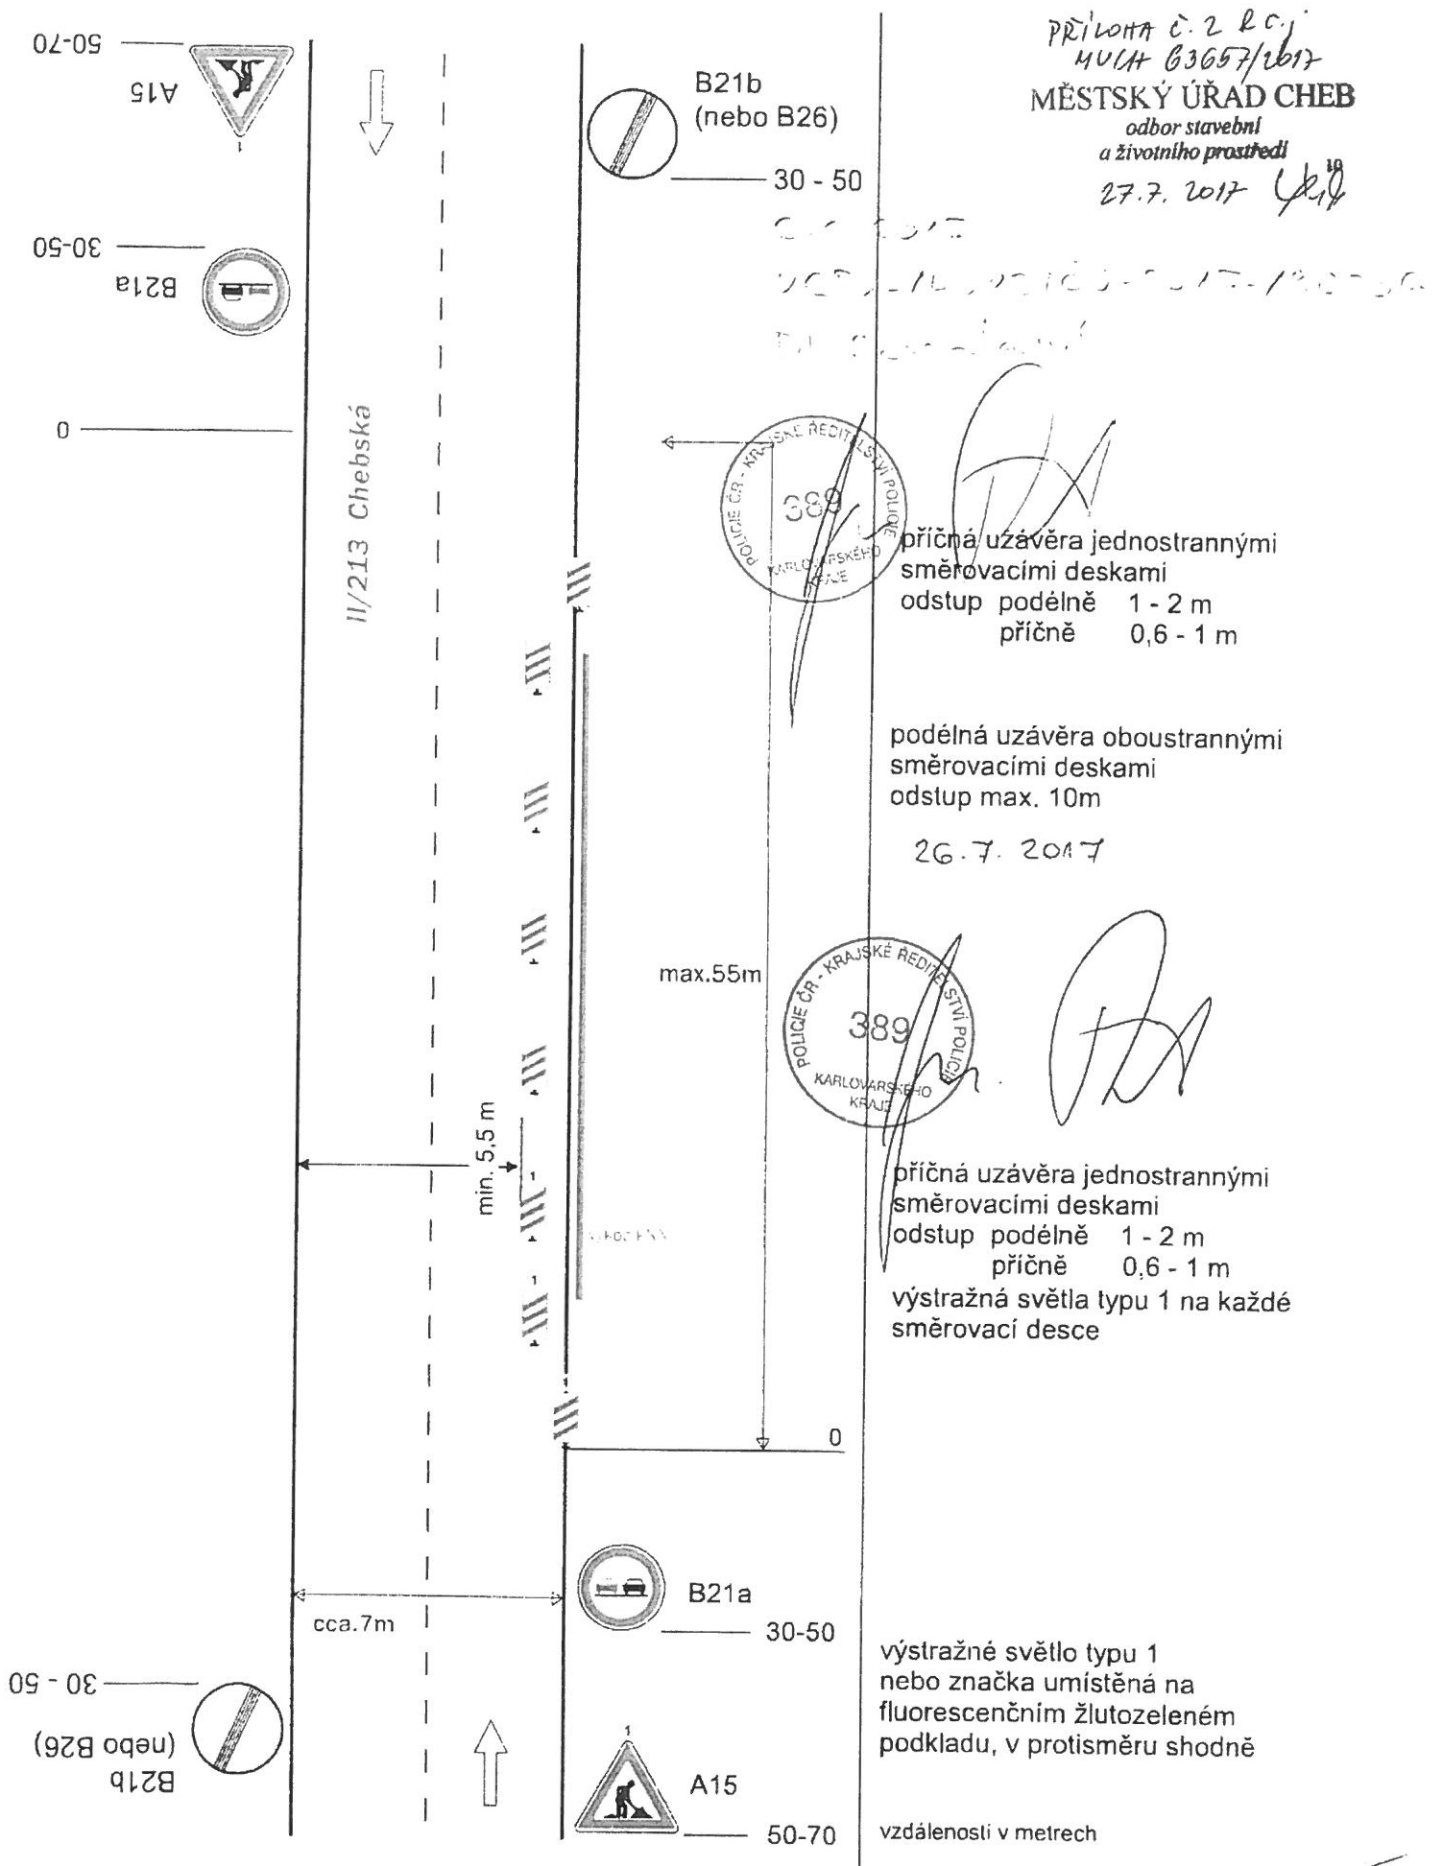 PŘÍLOHA č. 2 k č.j
MUCH 63657/2017
MĚSTSKÝ ÚŘAD CHEB
odbor stavební
a životního prostředí
10
27.7. 2017
50-70
A15
1
B21b
(nebo B26)
30 - 50
30-50
B21a
0
II/213 Chebská
POLICIE ČR - KRAJSKÉ ŘEDITELSTVÍ POLICIE
389
KARLOVARSKÉHO
KRAJE
příčná uzávěra jednostrannými
směrovacími deskami
odstup podélně 1 - 2 m
příčně 0,6 - 1 m
podélná uzávěra oboustrannými
směrovacími deskami
odstup max. 10m
26.7. 2017
max.55m
POLICIE ČR - KRAJSKÉ ŘEDITELSTVÍ POLICIE
389
KARLOVARSKÉHO
KRAJE
min. 5,5 m
1
1
příčná uzávěra jednostrannými
směrovacími deskami
odstup podélně 1 - 2 m
příčně 0,6 - 1 m
výstražná světla typu 1 na každé
směrovací desce
0
B21a
30-50
cca.7m
30 - 50
B21b
(nebo B26)
1
A15
50-70
výstražné světlo typu 1
nebo značka umístěná na
fluorescenčním žlutozeleném
podkladu, v protisměru shodně
vzdálenosti v metrech